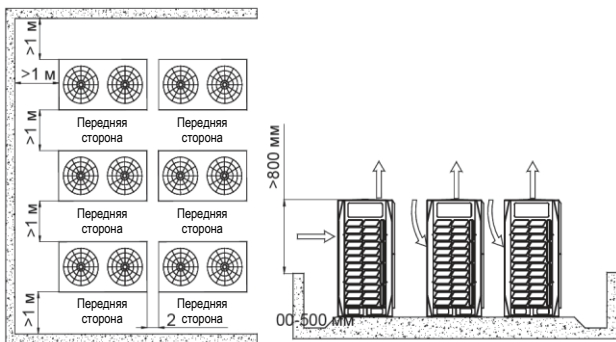 >1 м
>1 м
Передняя
сторона
Передняя
сторона
>1 м
Передняя
сторона
Передняя
сторона
>1 м
Передняя
сторона
Передняя
сторона
>1 м
2
00-500 мм
>800 мм